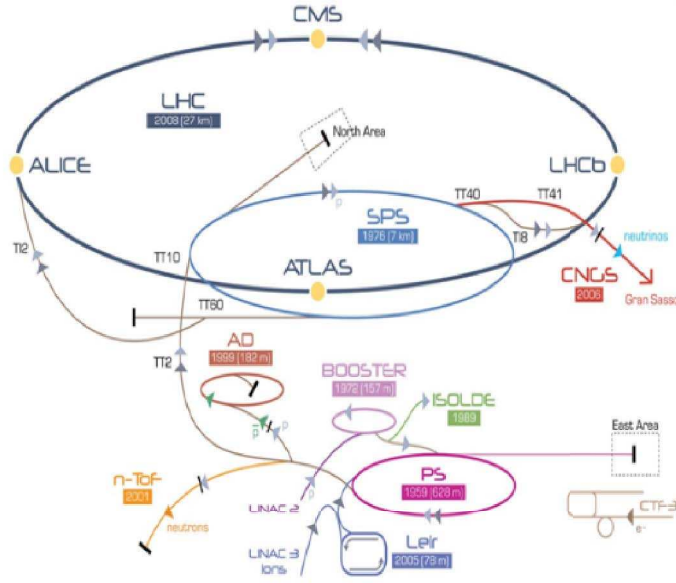 CMS
LHC
2008 (27 km)
North Area
ALICE
LHCb
TT40
TT41
SPS
1976 (7 km)
TI8
neutrinos
TI2
TT10
ATLAS
CNGS
2006
Gran Sasso
TT60
AD
1999 (182 m)
TT2
BOOSTER
1972 (157 m)
ISOLDE
1989
East Area
p
p
p
p
n-ToF
2001
PS
1959 (628 m)
LINAC 2
neutrons
CTF3
e-
LINAC 3
Ions
Leir
2005 (78 m)